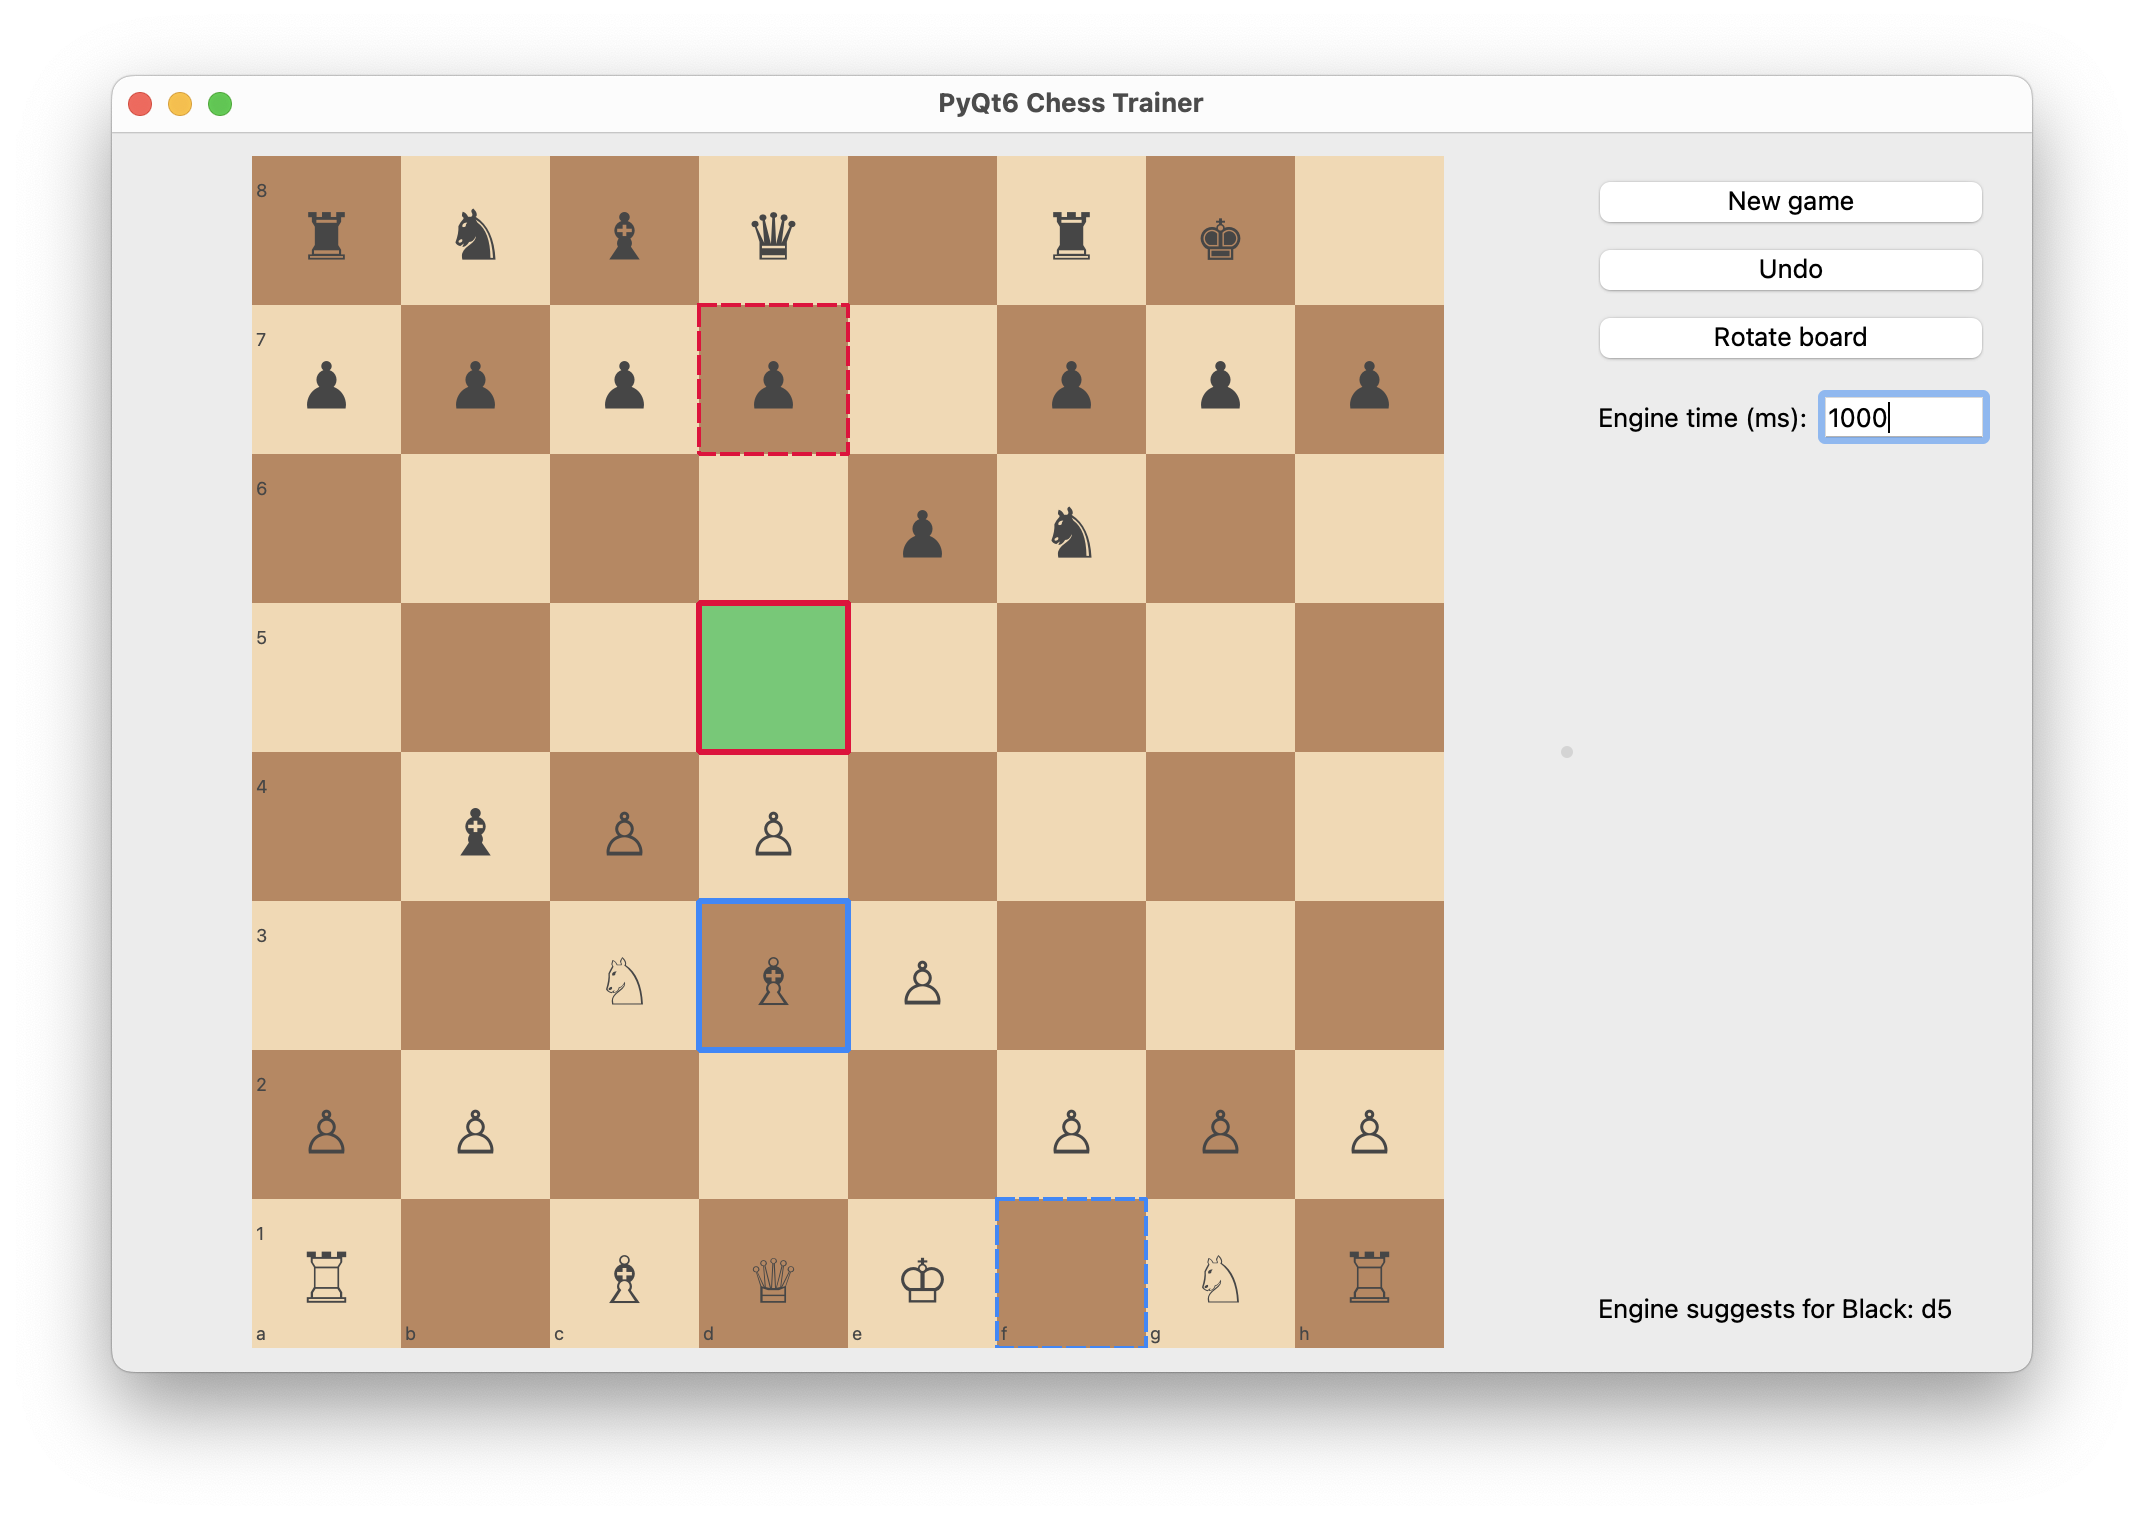 PyQt6 Chess Trainer
New game
Undo
Rotate board
Engine time (ms): 1000
8
7
6
5
4
3
2
1
a b c d e f g h
Engine suggests for Black: d5